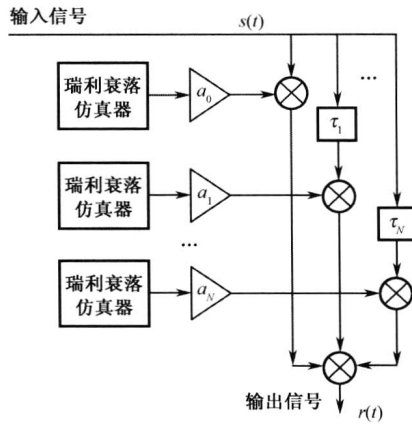 输入信号
s(t)
...
瑞利衰落
仿真器
a₀
τ₁
瑞利衰落
仿真器
a₁
...
τN
瑞利衰落
仿真器
aN
输出信号
r(t)